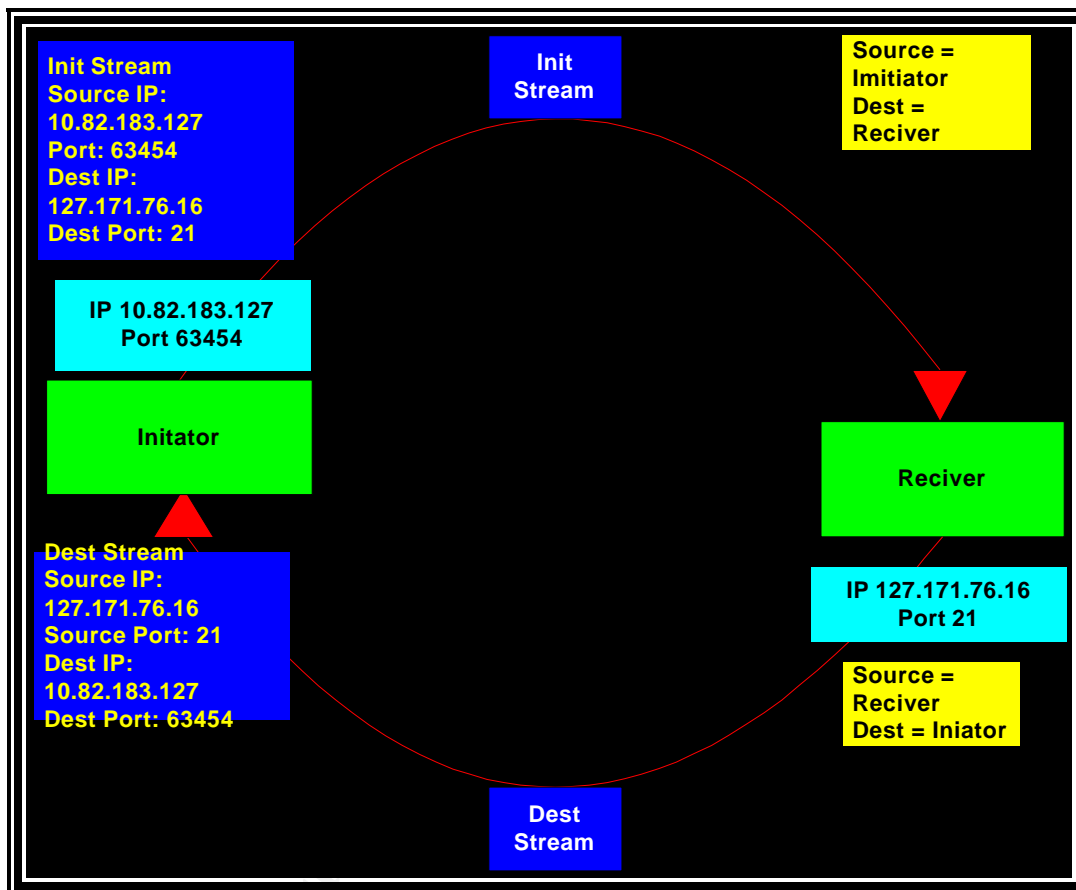 Init Stream
Source IP:
10.82.183.127
Port: 63454
Dest IP:
127.171.76.16
Dest Port: 21
Init
Stream
Source =
Imitiator
Dest =
Reciver
IP 10.82.183.127
Port 63454
Initator
Reciver
Dest Stream
Source IP:
127.171.76.16
Source Port: 21
Dest IP:
10.82.183.127
Dest Port: 63454
IP 127.171.76.16
Port 21
Source =
Reciver
Dest = Iniator
Dest
Stream